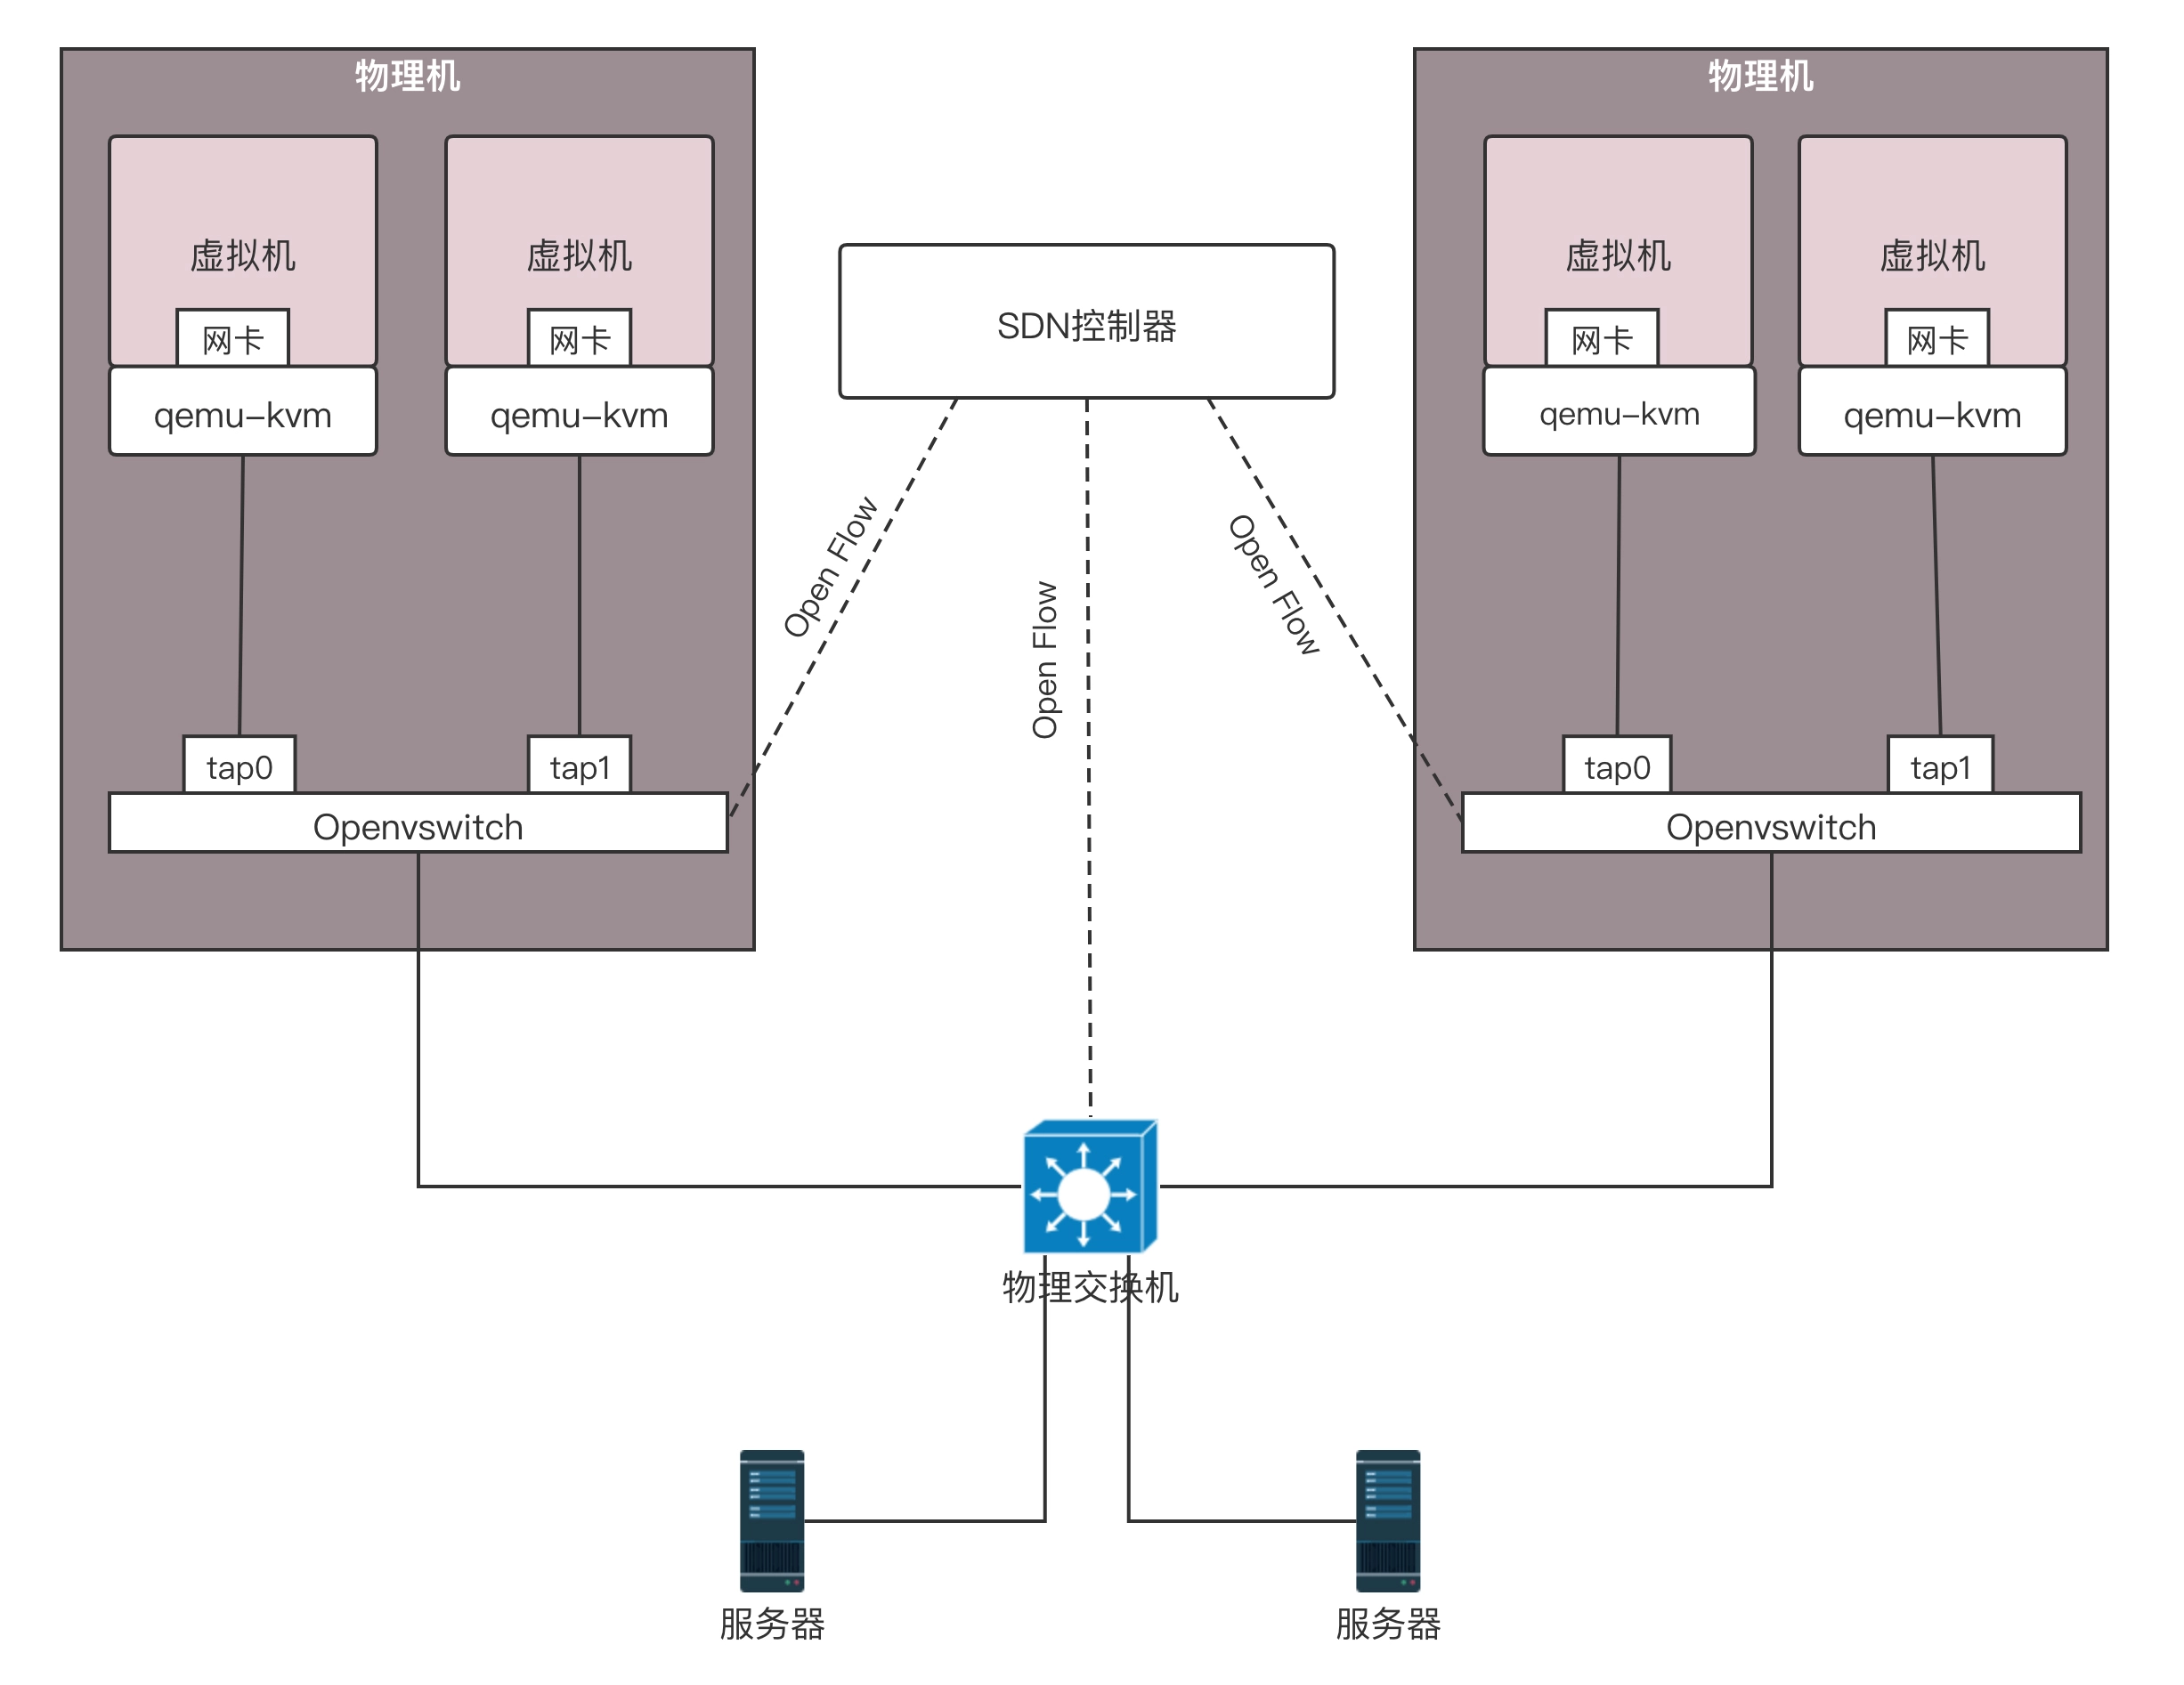 物理机
虚拟机
网卡
qemu-kvm
虚拟机
网卡
qemu-kvm
tap0
tap1
Openvswitch
SDN控制器
Open Flow
Open Flow
Open Flow
物理机
虚拟机
网卡
qemu-kvm
虚拟机
网卡
qemu-kvm
tap0
tap1
Openvswitch
物理交换机
服务器
服务器